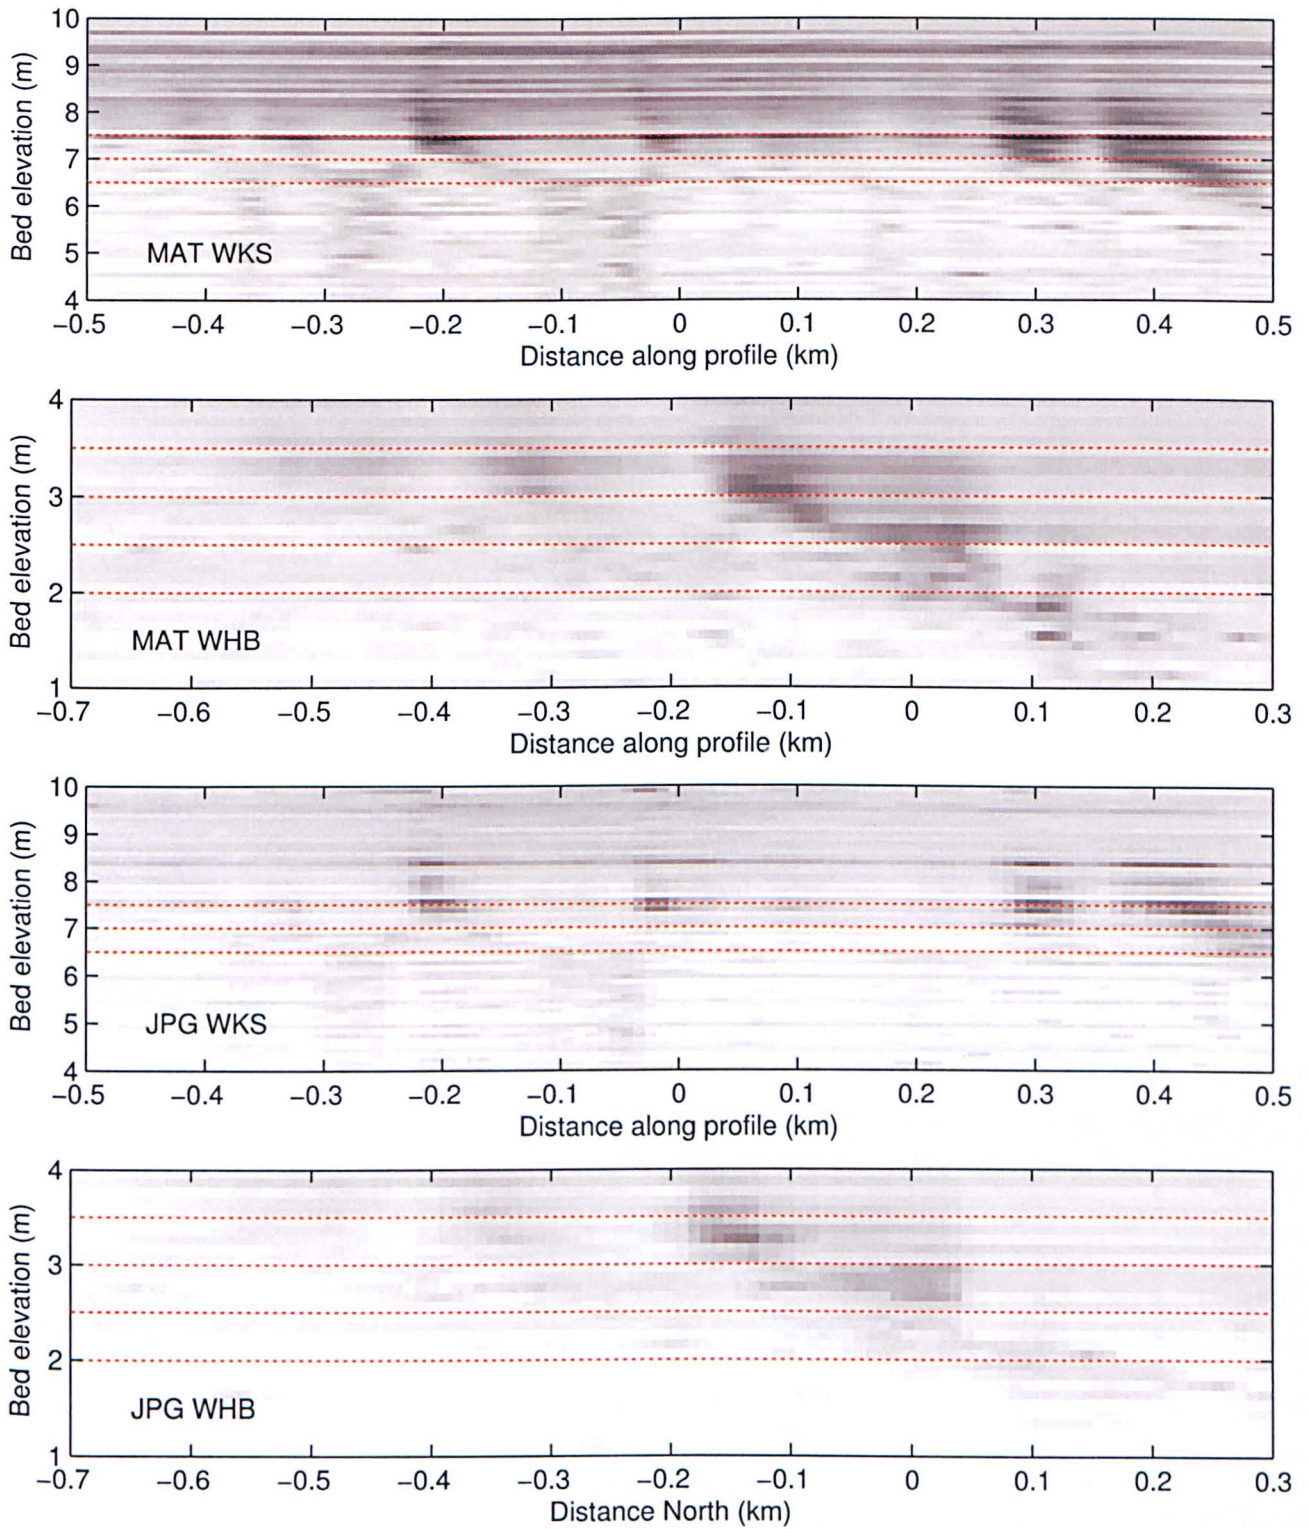 10
9
8
7
6
5
4
Bed elevation (m)
MAT WKS
−0.5 −0.4 −0.3 −0.2 −0.1 0 0.1 0.2 0.3 0.4 0.5
Distance along profile (km)
4
3
2
1
Bed elevation (m)
MAT WHB
−0.7 −0.6 −0.5 −0.4 −0.3 −0.2 −0.1 0 0.1 0.2 0.3
Distance along profile (km)
10
9
8
7
6
5
4
Bed elevation (m)
JPG WKS
−0.5 −0.4 −0.3 −0.2 −0.1 0 0.1 0.2 0.3 0.4 0.5
Distance along profile (km)
4
3
2
1
Bed elevation (m)
JPG WHB
−0.7 −0.6 −0.5 −0.4 −0.3 −0.2 −0.1 0 0.1 0.2 0.3
Distance North (km)